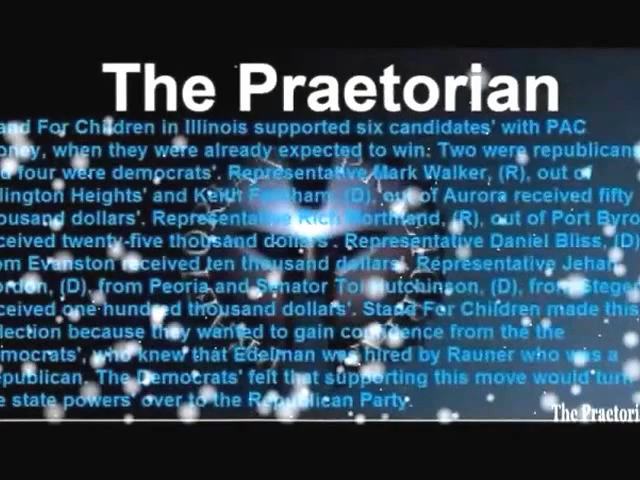 The Praetorian
and For Children in Illinois supported six candidates' with PAC
oney, when they were already expected to win. Two were republican
d four were democrats'. Representative Mark Walker, (R), out of
lington Heights' and Keith Farnham, (D), out of Aurora received fifty
ousand dollars'. Representative Rich Morthland, (R), out of Port Byro
ceived twenty-five thousand dollars'. Representative Daniel Bliss, (D)
om Evanston received ten thousand dollars'. Representative Jehan
ordon, (D), from Peoria and Senator Toi Hutchinson, (D), from Steger
ceived one hundred thousand dollars'. Stand For Children made this
lection because they wanted to gain confidence from the the
emocrats', who knew that Edelman was hired by Rauner who was a
epublican. The Democrats' felt that supporting this move would turn
e state powers' over to the Republican Party.
The Praetori